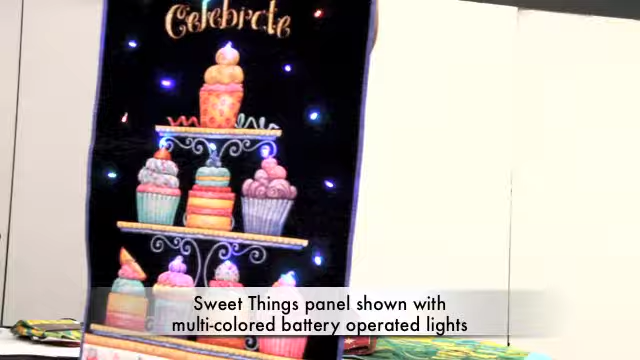 Celebrate
Sweet Things panel shown with
multi-colored battery operated lights